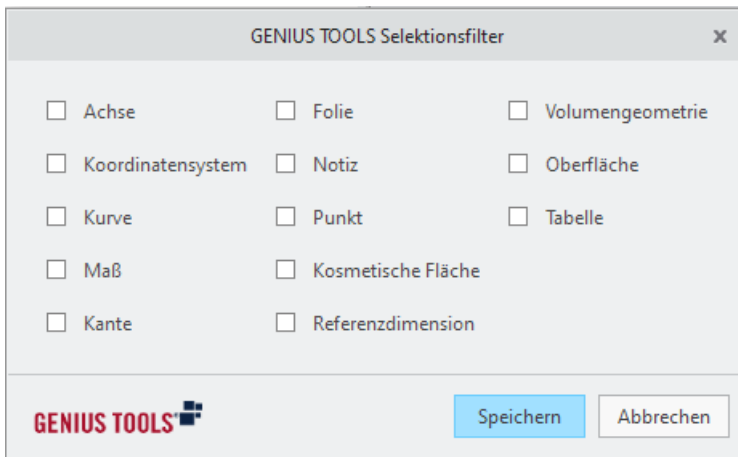 GENIUS TOOLS Selektionsfilter x
Achse Folie Volumengeometrie
Koordinatensystem Notiz Oberfläche
Kurve Punkt Tabelle
Maß Kosmetische Fläche
Kante Referenzdimension
GENIUS TOOLS Speichern Abbrechen